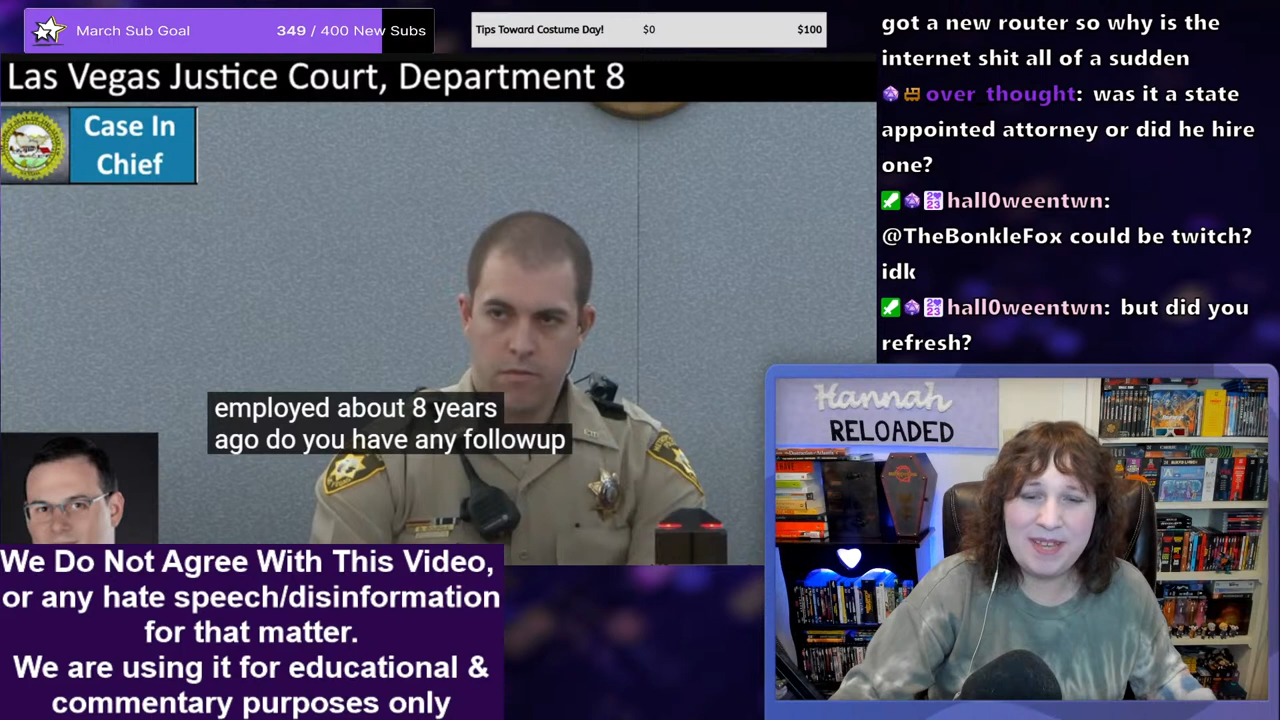 March Sub Goal
349 / 400 New Subs
Tips Toward Costume Day!
$0
$100
Las Vegas Justice Court, Department 8
Case In
Chief
employed about 8 years
ago do you have any followup
We Do Not Agree With This Video,
or any hate speech/disinformation
for that matter.
We are using it for educational &
commentary purposes only
got a new router so why is the
internet shit all of a sudden
over_thought: was it a state
appointed attorney or did he hire
one?
hall0weentwn:
@TheBonkleFox could be twitch?
idk
hall0weentwn: but did you
refresh?
Hannah
RELOADED